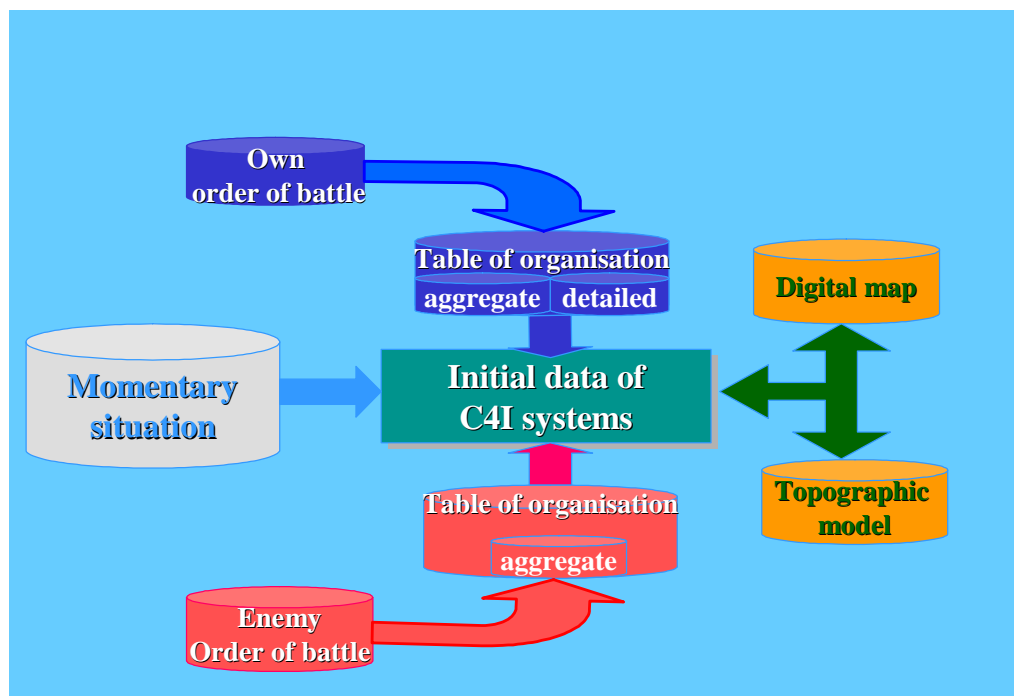 Own
order of battle
Table of organisation
aggregate
detailed
Digital map
Momentary
situation
Initial data of
C4I systems
Topographic
model
Table of organisation
aggregate
Enemy
Order of battle